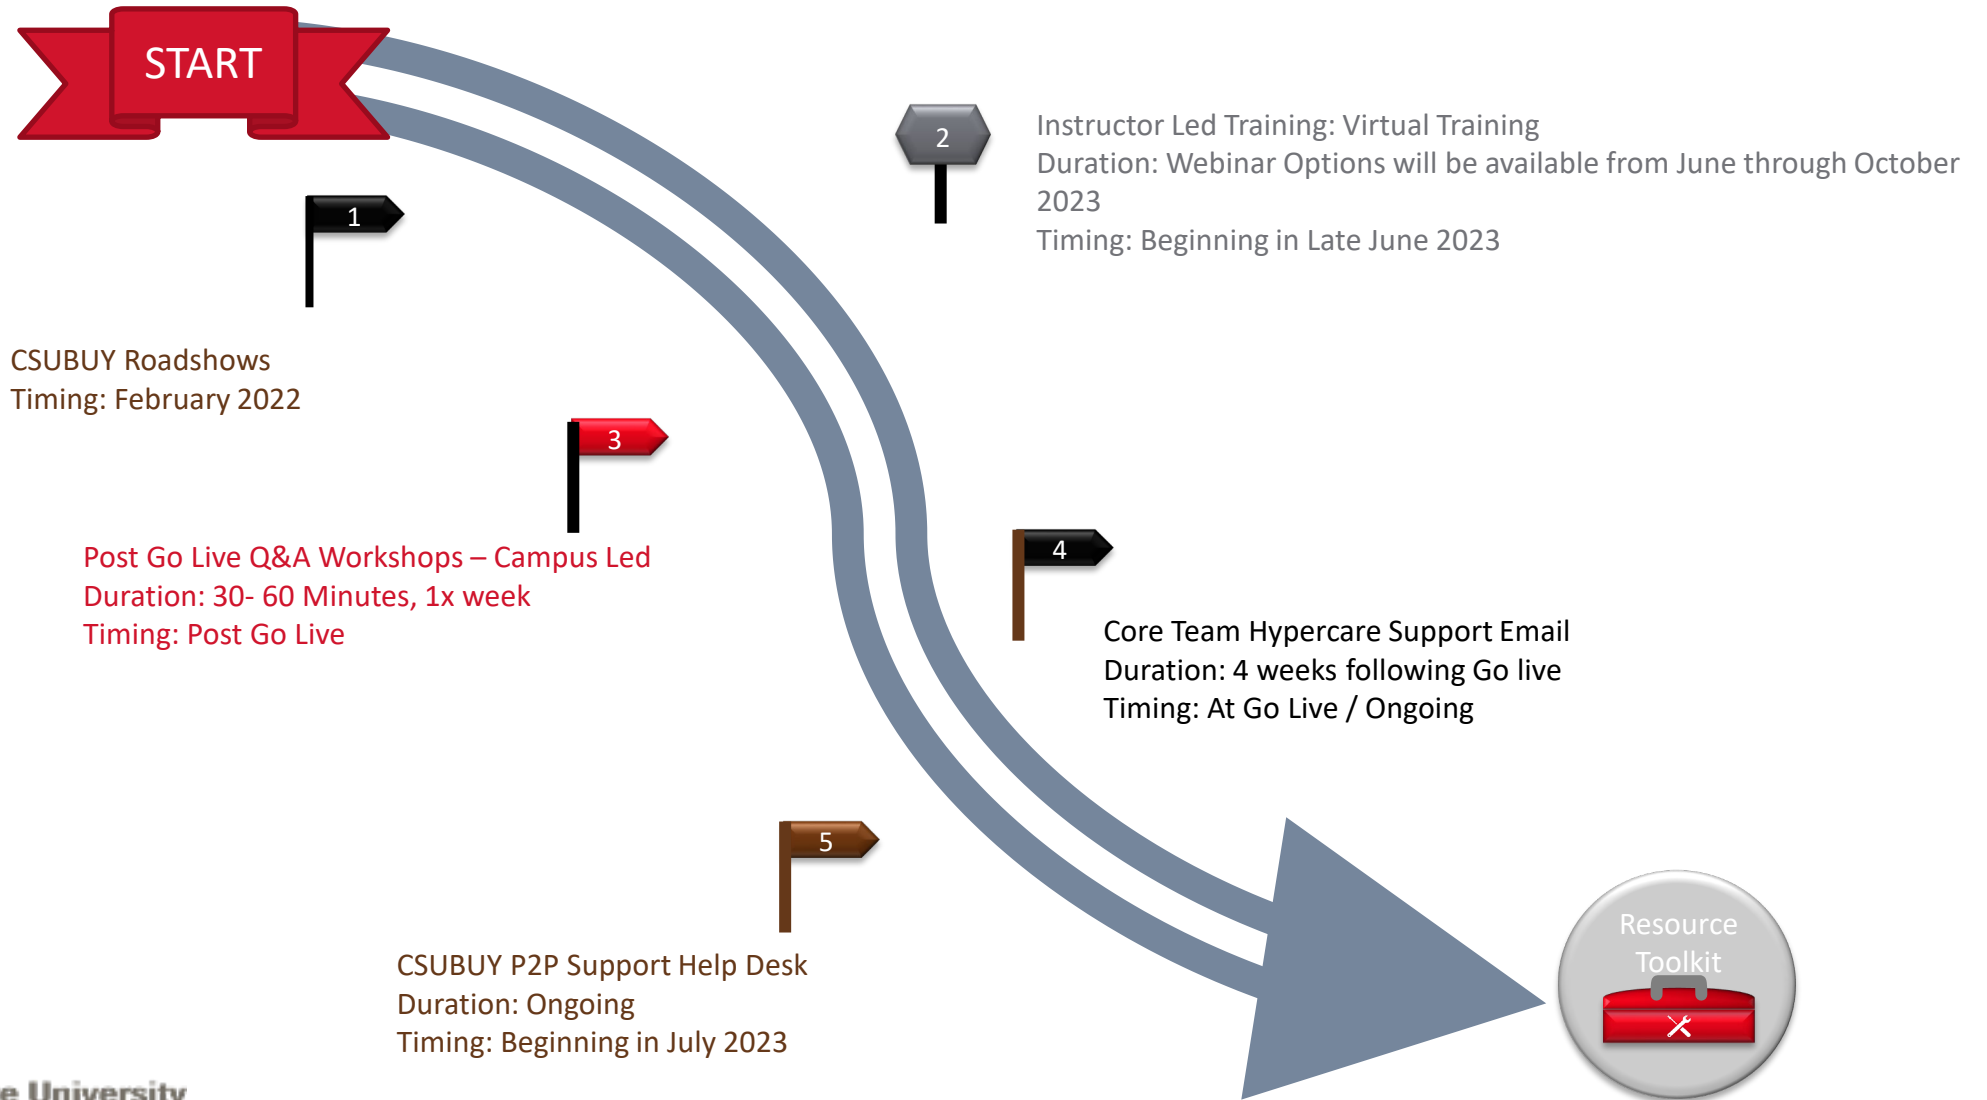 START
1
CSUBUY Roadshows
Timing: February 2022
2
Instructor Led Training: Virtual Training
Duration: Webinar Options will be available from June through October
2023
Timing: Beginning in Late June 2023
3
Post Go Live Q&A Workshops – Campus Led
Duration: 30- 60 Minutes, 1x week
Timing: Post Go Live
4
Core Team Hypercare Support Email
Duration: 4 weeks following Go live
Timing: At Go Live / Ongoing
5
CSUBUY P2P Support Help Desk
Duration: Ongoing
Timing: Beginning in July 2023
Resource
Toolkit
e University